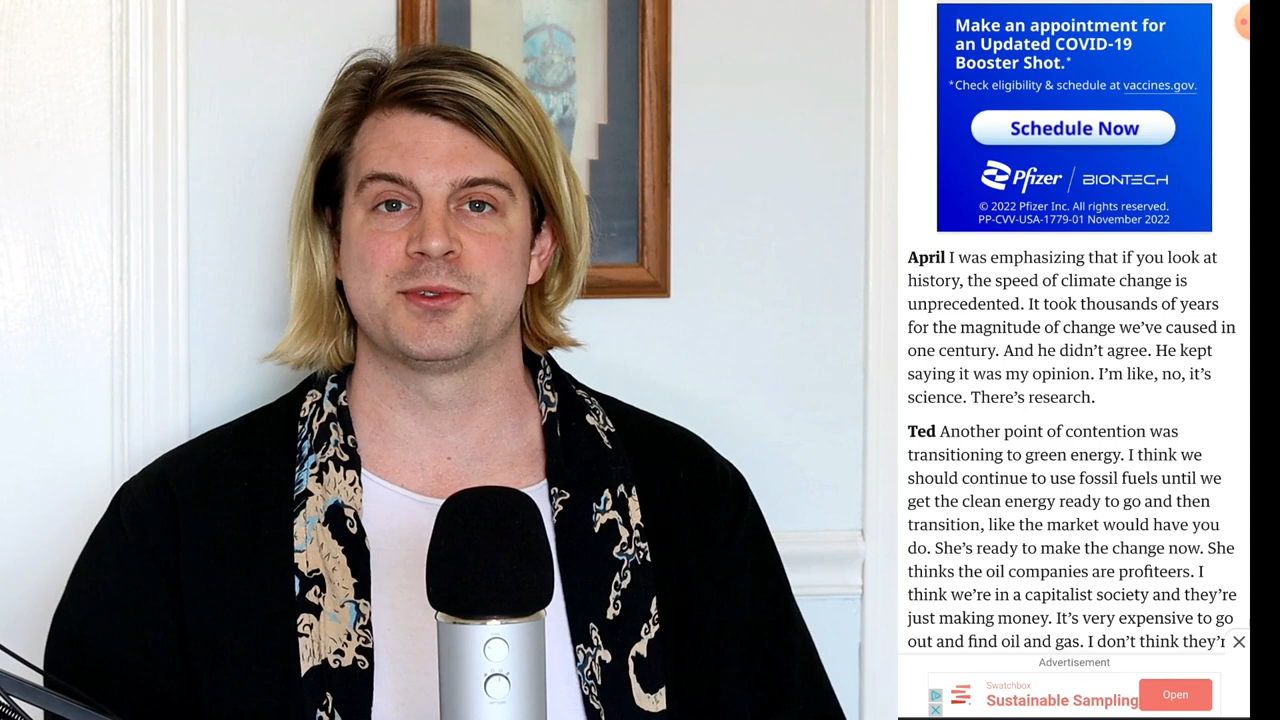 Make an appointment for
an Updated COVID-19
Booster Shot.*
*Check eligibility & schedule at vaccines.gov.
Schedule Now
Pfizer
BIONTECH
© 2022 Pfizer Inc. All rights reserved.
PP-CVV-USA-1779-01 November 2022
April I was emphasizing that if you look at
history, the speed of climate change is
unprecedented. It took thousands of years
for the magnitude of change we’ve caused in
one century. And he didn’t agree. He kept
saying it was my opinion. I’m like, no, it’s
science. There’s research.
Ted Another point of contention was
transitioning to green energy. I think we
should continue to use fossil fuels until we
get the clean energy ready to go and then
transition, like the market would have you
do. She’s ready to make the change now. She
thinks the oil companies are profiteers. I
think we’re in a capitalist society and they’re
just making money. It’s very expensive to go
out and find oil and gas. I don’t think
Advertisement
Swatchbox
Sustainable Sampling
Open